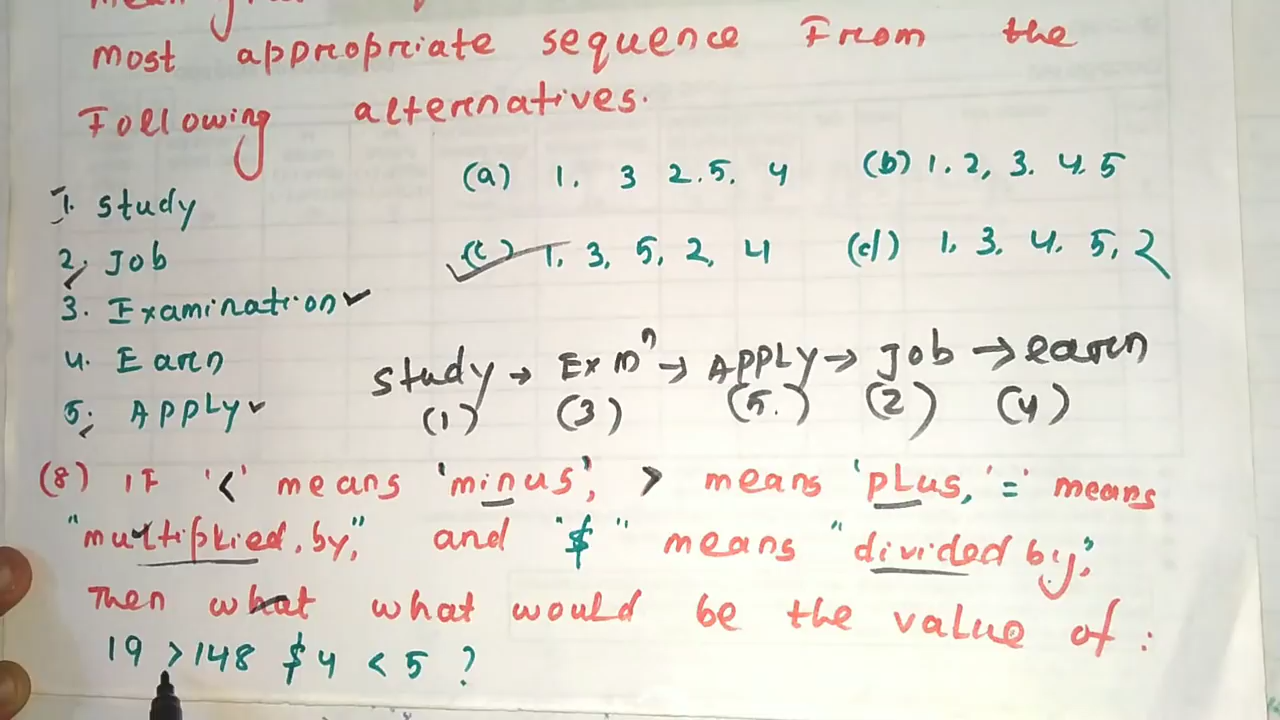 most appropriate sequence From the
Following alternatives.
(a) 1. 3 2.5. 4 (b) 1.2, 3. 4.5
1. study
(c) 1, 3, 5, 2, 4 (d) 1, 3. 4. 5, 2
2. Job
3. Examination
4. Earn
study → Exmⁿ → APPLY → Job → earn
5. APPLY
(1) (3) (5.) (2) (4)
(8) IF '<' means 'minus', > means 'plus,' '=' means
"multiplied by," and "$" means "divided by,"
Then what what would be the value of :
19 > 148 $ 4 < 5 ?